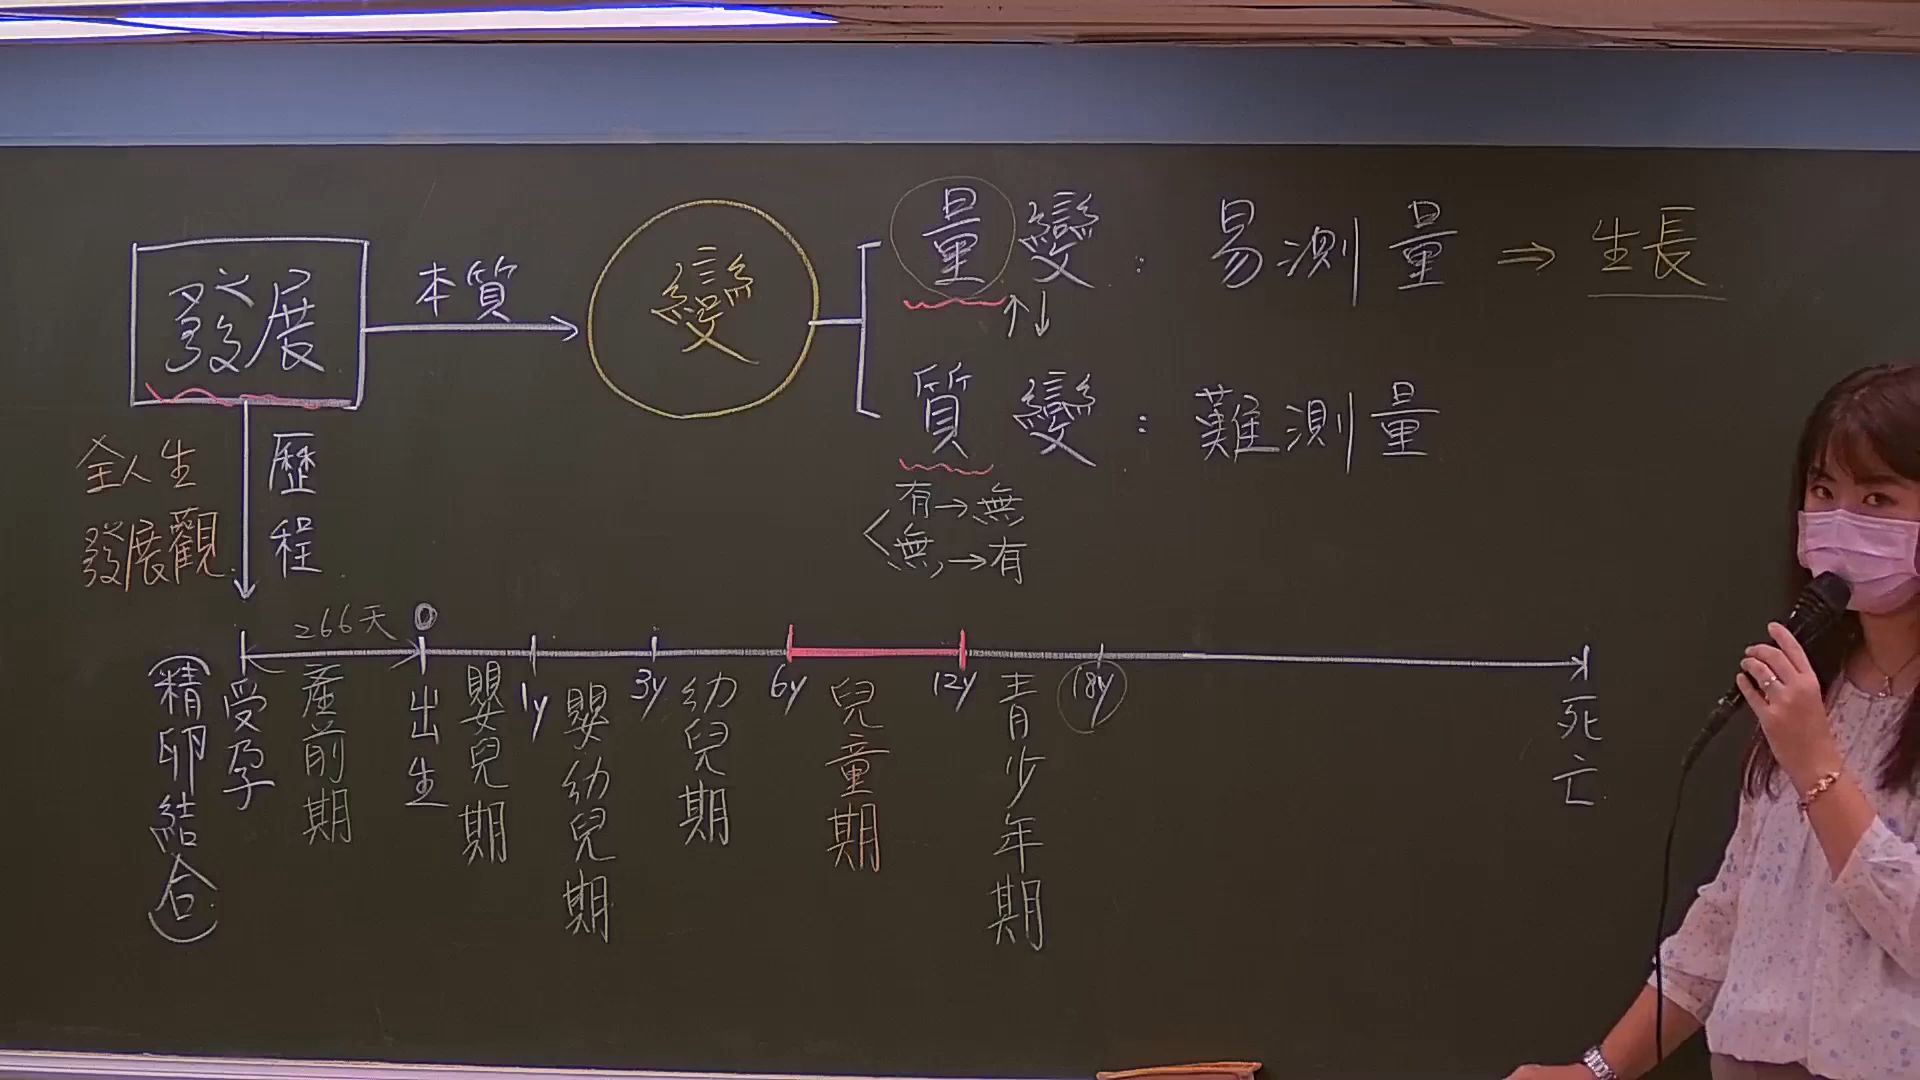 發展
本質
變
量變：易測量⇒生長
↑↓
質變：難測量
有→無
無→有
全人生
發展觀
歷程
266天
0
1y
3y
6y
12y
18y
(精卵結合)
受孕
產前期
出生
嬰兒期
嬰幼兒期
幼兒期
兒童期
青少年期
死亡